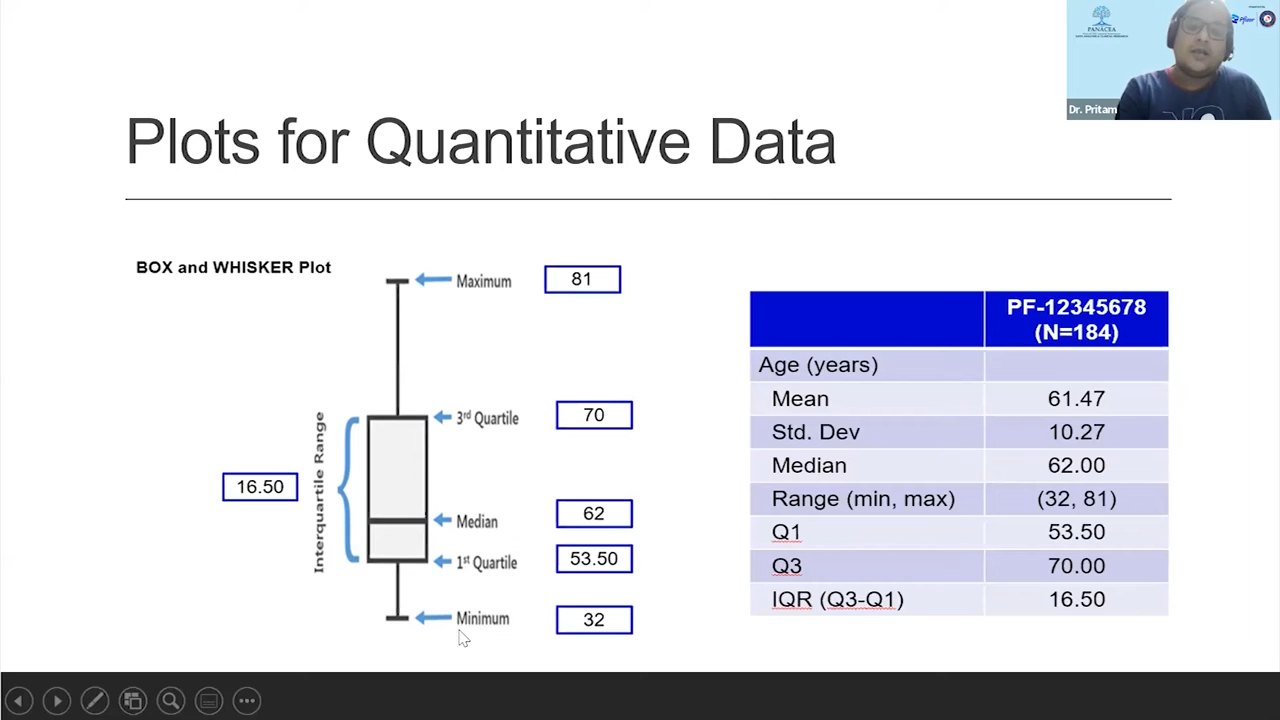 PANACEA
Pfizer
Dr. Pritam
Plots for Quantitative Data
BOX and WHISKER Plot
Maximum
81
3rd Quartile
70
Interquartile Range
16.50
Median
62
1st Quartile
53.50
Minimum
32
PF-12345678
(N=184)
Age (years)
Mean 61.47
Std. Dev 10.27
Median 62.00
Range (min, max) (32, 81)
Q1 53.50
Q3 70.00
IQR (Q3-Q1) 16.50